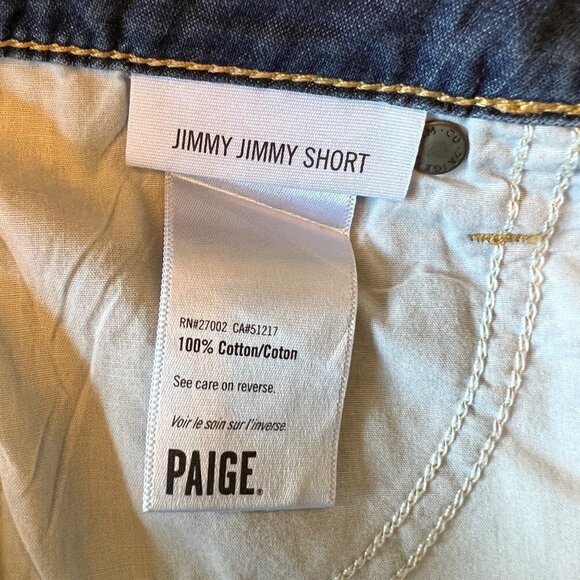 JIMMY JIMMY SHORT
RN#27002 CA#51217
100% Cotton/Coton
See care on reverse.
Voir le soin sur l'inverse.
PAIGE®